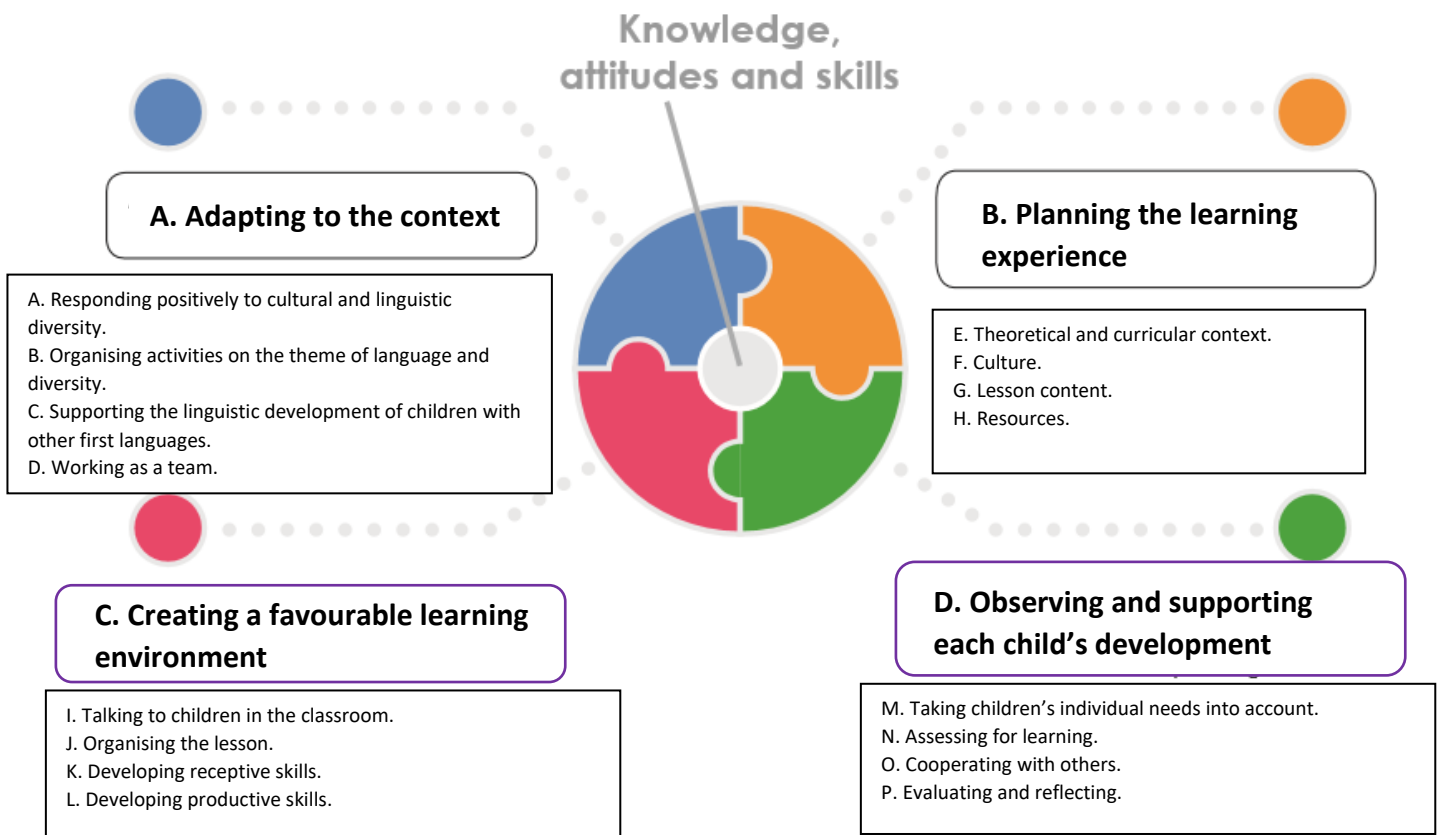 Knowledge,
attitudes and skills
A. Adapting to the context
A. Responding positively to cultural and linguistic
diversity.
B. Organising activities on the theme of language and
diversity.
C. Supporting the linguistic development of children with
other first languages.
D. Working as a team.
B. Planning the learning
experience
E. Theoretical and curricular context.
F. Culture.
G. Lesson content.
H. Resources.
C. Creating a favourable learning
environment
I. Talking to children in the classroom.
J. Organising the lesson.
K. Developing receptive skills.
L. Developing productive skills.
D. Observing and supporting
each child’s development
M. Taking children’s individual needs into account.
N. Assessing for learning.
O. Cooperating with others.
P. Evaluating and reflecting.